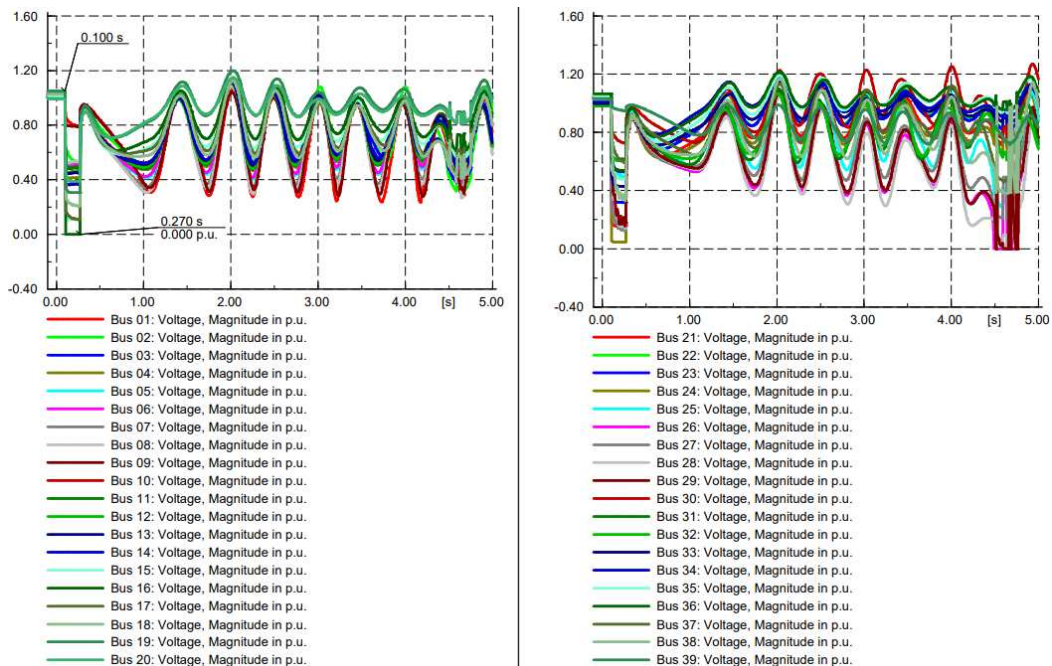 1.60
1.20
0.80
0.40
0.00
-0.40
0.100 s
0.270 s
0.000 p.u.
0.00 1.00 2.00 3.00 4.00 [s] 5.00
Bus 01: Voltage, Magnitude in p.u.
Bus 02: Voltage, Magnitude in p.u.
Bus 03: Voltage, Magnitude in p.u.
Bus 04: Voltage, Magnitude in p.u.
Bus 05: Voltage, Magnitude in p.u.
Bus 06: Voltage, Magnitude in p.u.
Bus 07: Voltage, Magnitude in p.u.
Bus 08: Voltage, Magnitude in p.u.
Bus 09: Voltage, Magnitude in p.u.
Bus 10: Voltage, Magnitude in p.u.
Bus 11: Voltage, Magnitude in p.u.
Bus 12: Voltage, Magnitude in p.u.
Bus 13: Voltage, Magnitude in p.u.
Bus 14: Voltage, Magnitude in p.u.
Bus 15: Voltage, Magnitude in p.u.
Bus 16: Voltage, Magnitude in p.u.
Bus 17: Voltage, Magnitude in p.u.
Bus 18: Voltage, Magnitude in p.u.
Bus 19: Voltage, Magnitude in p.u.
Bus 20: Voltage, Magnitude in p.u.
1.60
1.20
0.80
0.40
0.00
-0.40
0.00 1.00 2.00 3.00 4.00 [s] 5.00
Bus 21: Voltage, Magnitude in p.u.
Bus 22: Voltage, Magnitude in p.u.
Bus 23: Voltage, Magnitude in p.u.
Bus 24: Voltage, Magnitude in p.u.
Bus 25: Voltage, Magnitude in p.u.
Bus 26: Voltage, Magnitude in p.u.
Bus 27: Voltage, Magnitude in p.u.
Bus 28: Voltage, Magnitude in p.u.
Bus 29: Voltage, Magnitude in p.u.
Bus 30: Voltage, Magnitude in p.u.
Bus 31: Voltage, Magnitude in p.u.
Bus 32: Voltage, Magnitude in p.u.
Bus 33: Voltage, Magnitude in p.u.
Bus 34: Voltage, Magnitude in p.u.
Bus 35: Voltage, Magnitude in p.u.
Bus 36: Voltage, Magnitude in p.u.
Bus 37: Voltage, Magnitude in p.u.
Bus 38: Voltage, Magnitude in p.u.
Bus 39: Voltage, Magnitude in p.u.